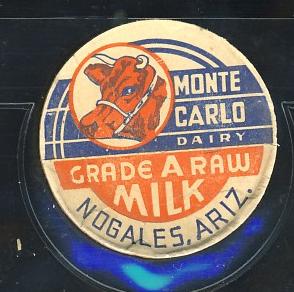 MONTE
CARLO
DAIRY
GRADE A RAW
MILK
NOGALES, ARIZ.